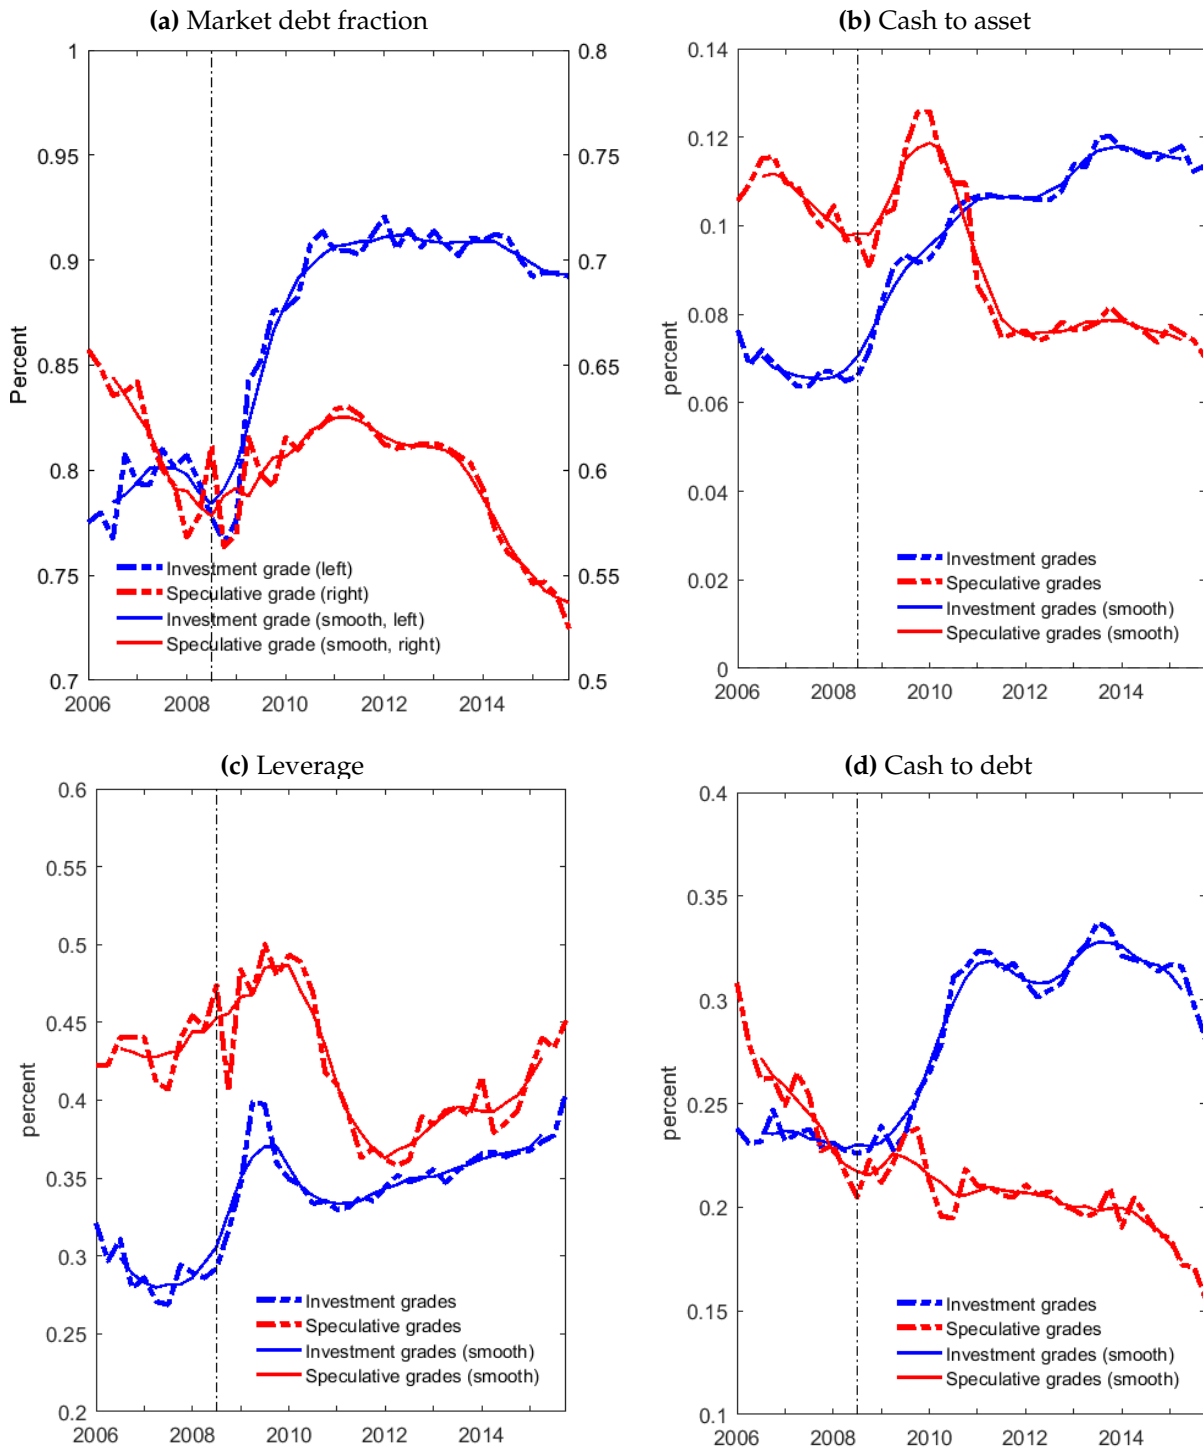 (a) Market debt fraction
1
0.95
0.9
0.85
0.8
0.75
0.7
Percent
0.8
0.75
0.7
0.65
0.6
0.55
0.5
Investment grade (left)
Speculative grade (right)
Investment grade (smooth, left)
Speculative grade (smooth, right)
2006 2008 2010 2012 2014
(b) Cash to asset
0.14
0.12
0.1
0.08
0.06
0.04
0.02
0
percent
Investment grades
Speculative grades
Investment grades (smooth)
Speculative grades (smooth)
2006 2008 2010 2012 2014
(c) Leverage
0.6
0.55
0.5
0.45
0.4
0.35
0.3
0.25
0.2
percent
Investment grades
Speculative grades
Investment grades (smooth)
Speculative grades (smooth)
2006 2008 2010 2012 2014
(d) Cash to debt
0.4
0.35
0.3
0.25
0.2
0.15
0.1
percent
Investment grades
Speculative grades
Investment grades (smooth)
Speculative grades (smooth)
2006 2008 2010 2012 2014